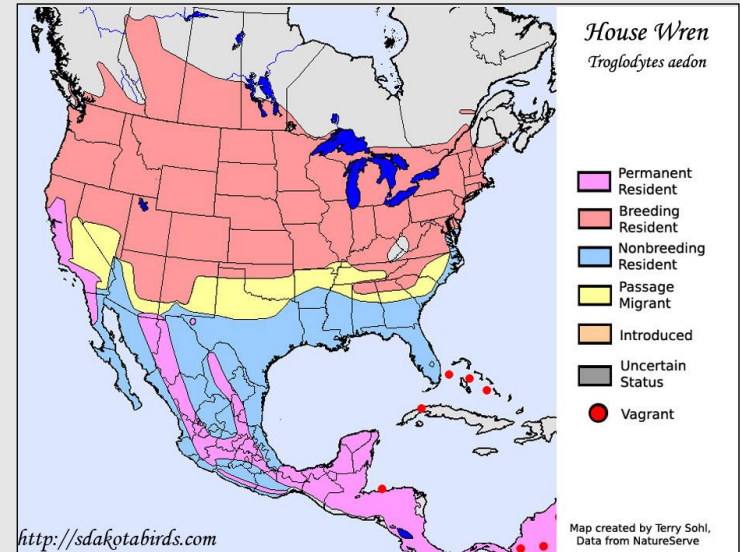 House Wren
Troglodytes aedon
Permanent
Resident
Breeding
Resident
Nonbreeding
Resident
Passage
Migrant
Introduced
Uncertain
Status
Vagrant
http://sdakotabirds.com
Map created by Terry Sohl,
Data from NatureServe